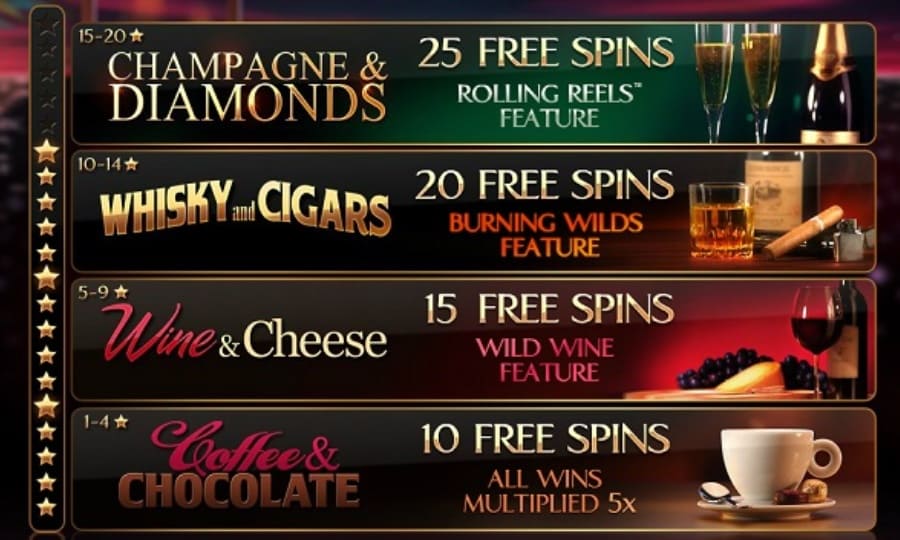 15-20
CHAMPAGNE &
DIAMONDS
25 FREE SPINS
ROLLING REELS™
FEATURE
10-14
WHISKY and CIGARS
20 FREE SPINS
BURNING WILDS
FEATURE
5-9
Wine & Cheese
15 FREE SPINS
WILD WINE
FEATURE
1-4
Coffee &
CHOCOLATE
10 FREE SPINS
ALL WINS
MULTIPLIED 5x